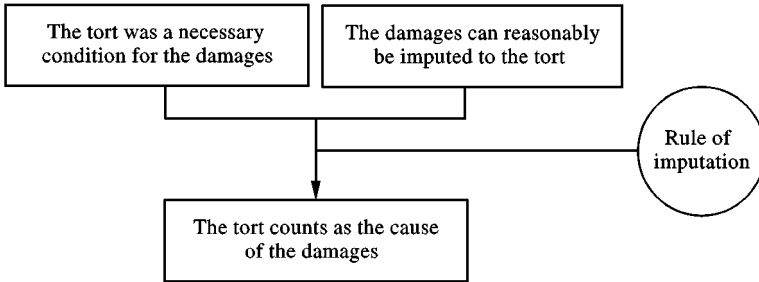 The tort was a necessary
condition for the damages
The damages can reasonably
be imputed to the tort
Rule of
imputation
The tort counts as the cause
of the damages